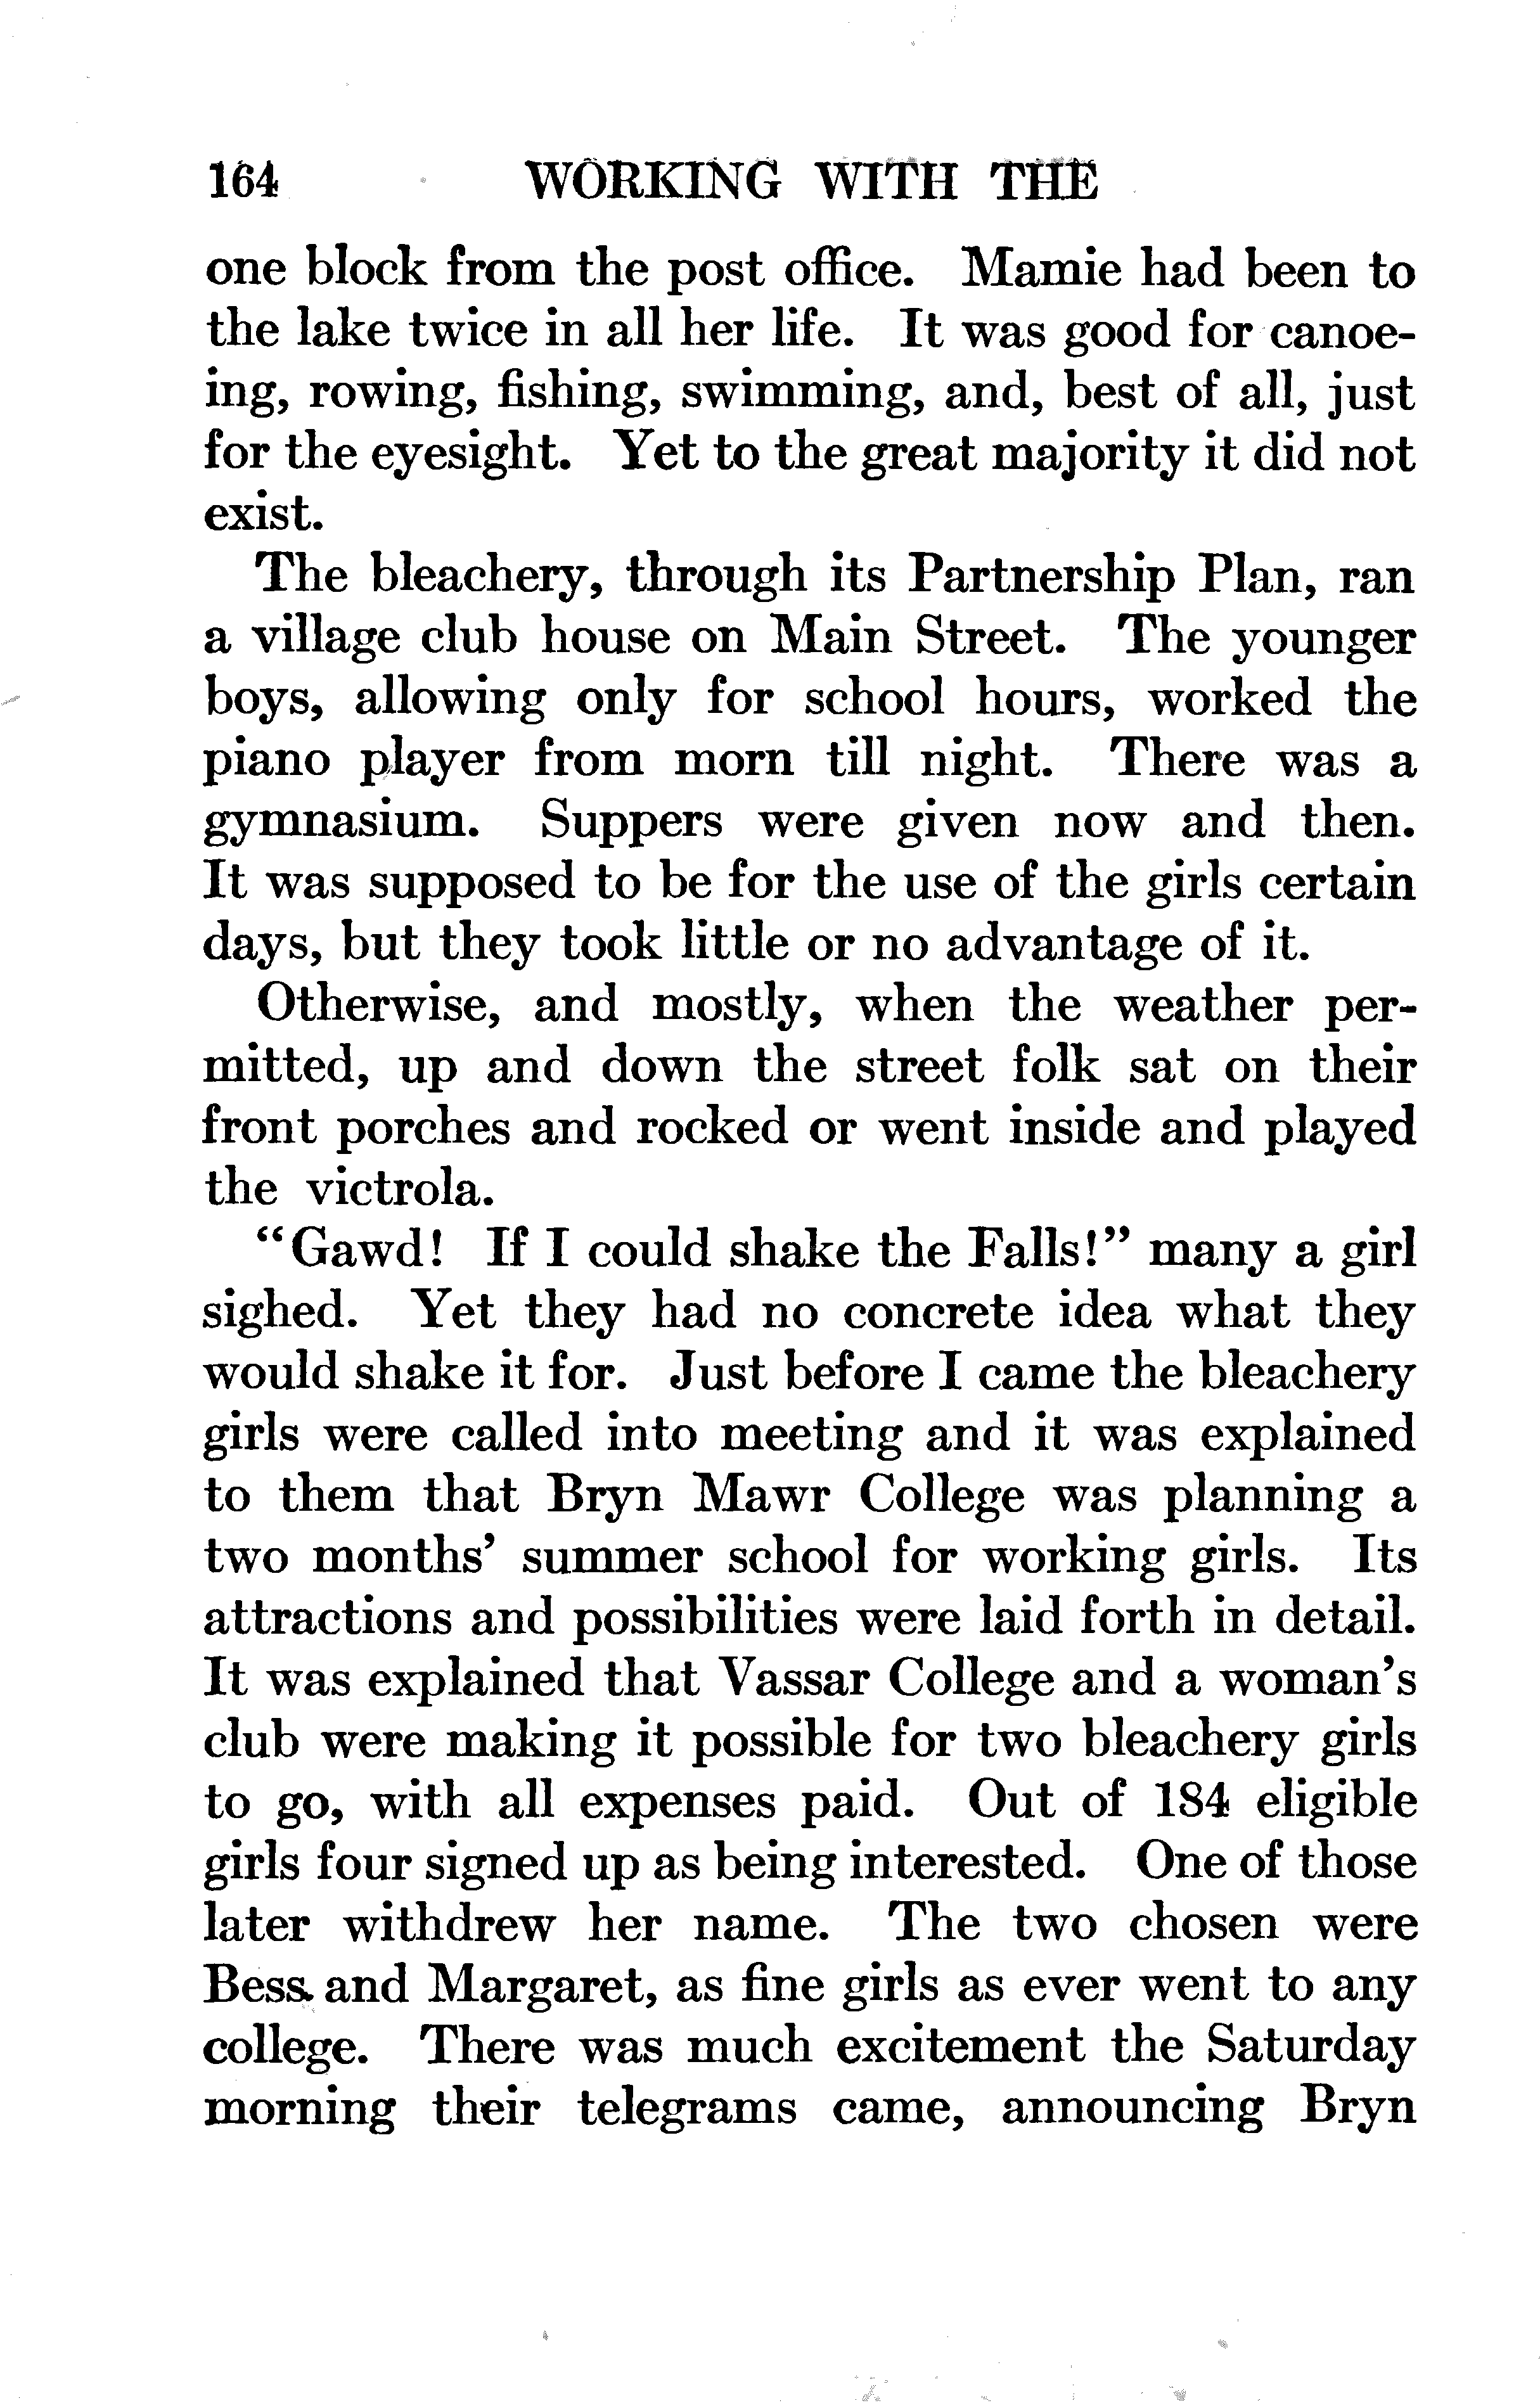 164 WORKING WITH THE
one block from the post office. Mamie had been to
the lake twice in all her life. It was good for canoe-
ing, rowing, fishing, swimming, and, best of all, just
for the eyesight. Yet to the great majority it did not
exist.
The bleachery, through its Partnership Plan, ran
a village club house on Main Street. The younger
boys, allowing only for school hours, worked the
piano player from morn till night. There was a
gymnasium. Suppers were given now and then.
It was supposed to be for the use of the girls certain
days, but they took little or no advantage of it.
Otherwise, and mostly, when the weather per-
mitted, up and down the street folk sat on their
front porches and rocked or went inside and played
the victrola.
“Gawd! If I could shake the Falls!” many a girl
sighed. Yet they had no concrete idea what they
would shake it for. Just before I came the bleachery
girls were called into meeting and it was explained
to them that Bryn Mawr College was planning a
two months’ summer school for working girls. Its
attractions and possibilities were laid forth in detail.
It was explained that Vassar College and a woman’s
club were making it possible for two bleachery girls
to go, with all expenses paid. Out of 184 eligible
girls four signed up as being interested. One of those
later withdrew her name. The two chosen were
Bess and Margaret, as fine girls as ever went to any
college. There was much excitement the Saturday
morning their telegrams came, announcing Bryn